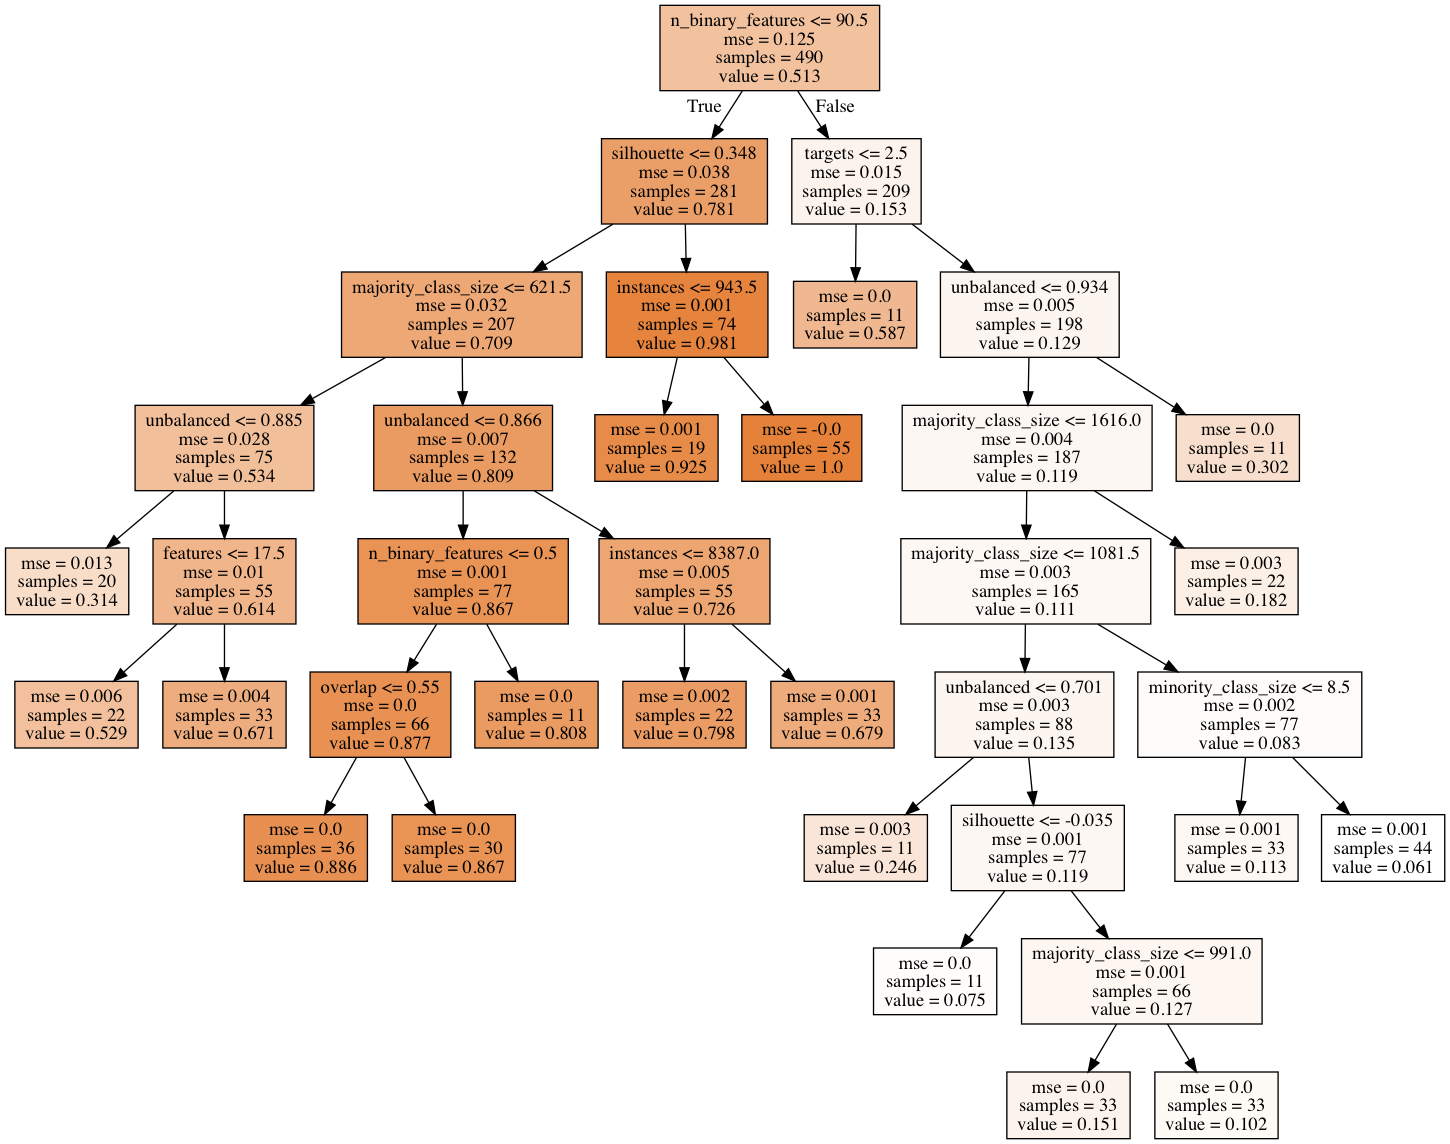 n_binary_features <= 90.5
mse = 0.125
samples = 490
value = 0.513
True
False
silhouette <= 0.348
mse = 0.038
samples = 281
value = 0.781
targets <= 2.5
mse = 0.015
samples = 209
value = 0.153
majority_class_size <= 621.5
mse = 0.032
samples = 207
value = 0.709
instances <= 943.5
mse = 0.001
samples = 74
value = 0.981
mse = 0.0
samples = 11
value = 0.587
unbalanced <= 0.934
mse = 0.005
samples = 198
value = 0.129
unbalanced <= 0.885
mse = 0.028
samples = 75
value = 0.534
unbalanced <= 0.866
mse = 0.007
samples = 132
value = 0.809
mse = 0.001
samples = 19
value = 0.925
mse = -0.0
samples = 55
value = 1.0
majority_class_size <= 1616.0
mse = 0.004
samples = 187
value = 0.119
mse = 0.0
samples = 11
value = 0.302
mse = 0.013
samples = 20
value = 0.314
features <= 17.5
mse = 0.01
samples = 55
value = 0.614
n_binary_features <= 0.5
mse = 0.001
samples = 77
value = 0.867
instances <= 8387.0
mse = 0.005
samples = 55
value = 0.726
majority_class_size <= 1081.5
mse = 0.003
samples = 165
value = 0.111
mse = 0.003
samples = 22
value = 0.182
mse = 0.006
samples = 22
value = 0.529
mse = 0.004
samples = 33
value = 0.671
overlap <= 0.55
mse = 0.0
samples = 66
value = 0.877
mse = 0.0
samples = 11
value = 0.808
mse = 0.002
samples = 22
value = 0.798
mse = 0.001
samples = 33
value = 0.679
unbalanced <= 0.701
mse = 0.003
samples = 88
value = 0.135
minority_class_size <= 8.5
mse = 0.002
samples = 77
value = 0.083
mse = 0.0
samples = 36
value = 0.886
mse = 0.0
samples = 30
value = 0.867
mse = 0.003
samples = 11
value = 0.246
silhouette <= -0.035
mse = 0.001
samples = 77
value = 0.119
mse = 0.001
samples = 33
value = 0.113
mse = 0.001
samples = 44
value = 0.061
mse = 0.0
samples = 11
value = 0.075
majority_class_size <= 991.0
mse = 0.001
samples = 66
value = 0.127
mse = 0.0
samples = 33
value = 0.151
mse = 0.0
samples = 33
value = 0.102